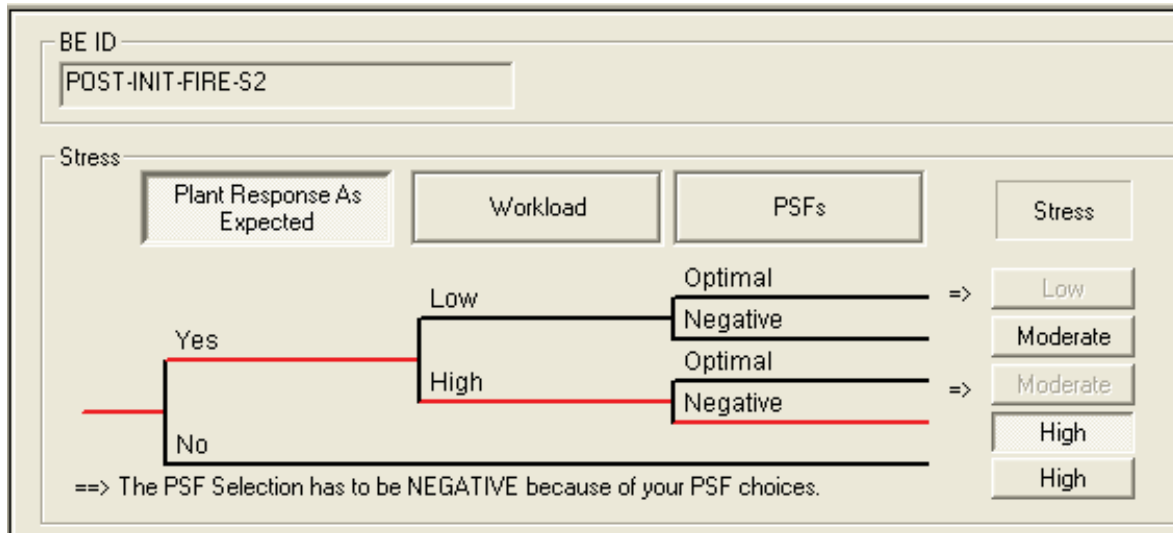 BE ID
POST-INIT-FIRE-S2
Stress
Plant Response As
Expected
Workload
PSFs
Stress
Optimal
=>
Low
Low
Negative
Moderate
Yes
Optimal
=>
Moderate
High
Negative
High
No
High
==> The PSF Selection has to be NEGATIVE because of your PSF choices.